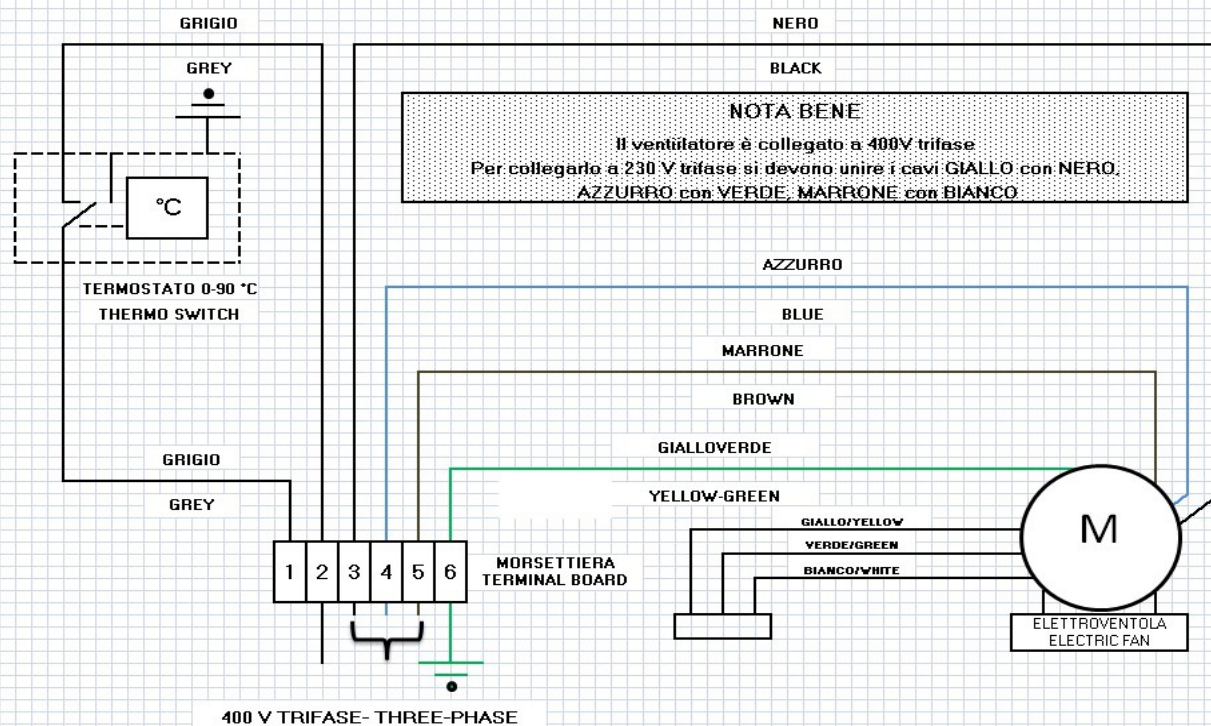 GRIGIO
NERO
GREY
BLACK
NOTA BENE
Il ventiilatore è collegato a 400V trifase
Per collegarlo a 230 V trifase si devono unire i cavi GIALLO con NERO,
AZZURRO con VERDE, MARRONE con BIANCO
°C
AZZURRO
TERMOSTATO 0-90 °C
THERMO SWITCH
BLUE
MARRONE
BROWN
GIALLOVERDE
GRIGIO
YELLOW-GREEN
GREY
GIALLO/YELLOW
M
VERDE/GREEN
BIANCO/WHITE
1 2 3 4 5 6
MORSETTIERA
TERMINAL BOARD
ELETTROVENTOLA
ELECTRIC FAN
400 V TRIFASE- THREE-PHASE